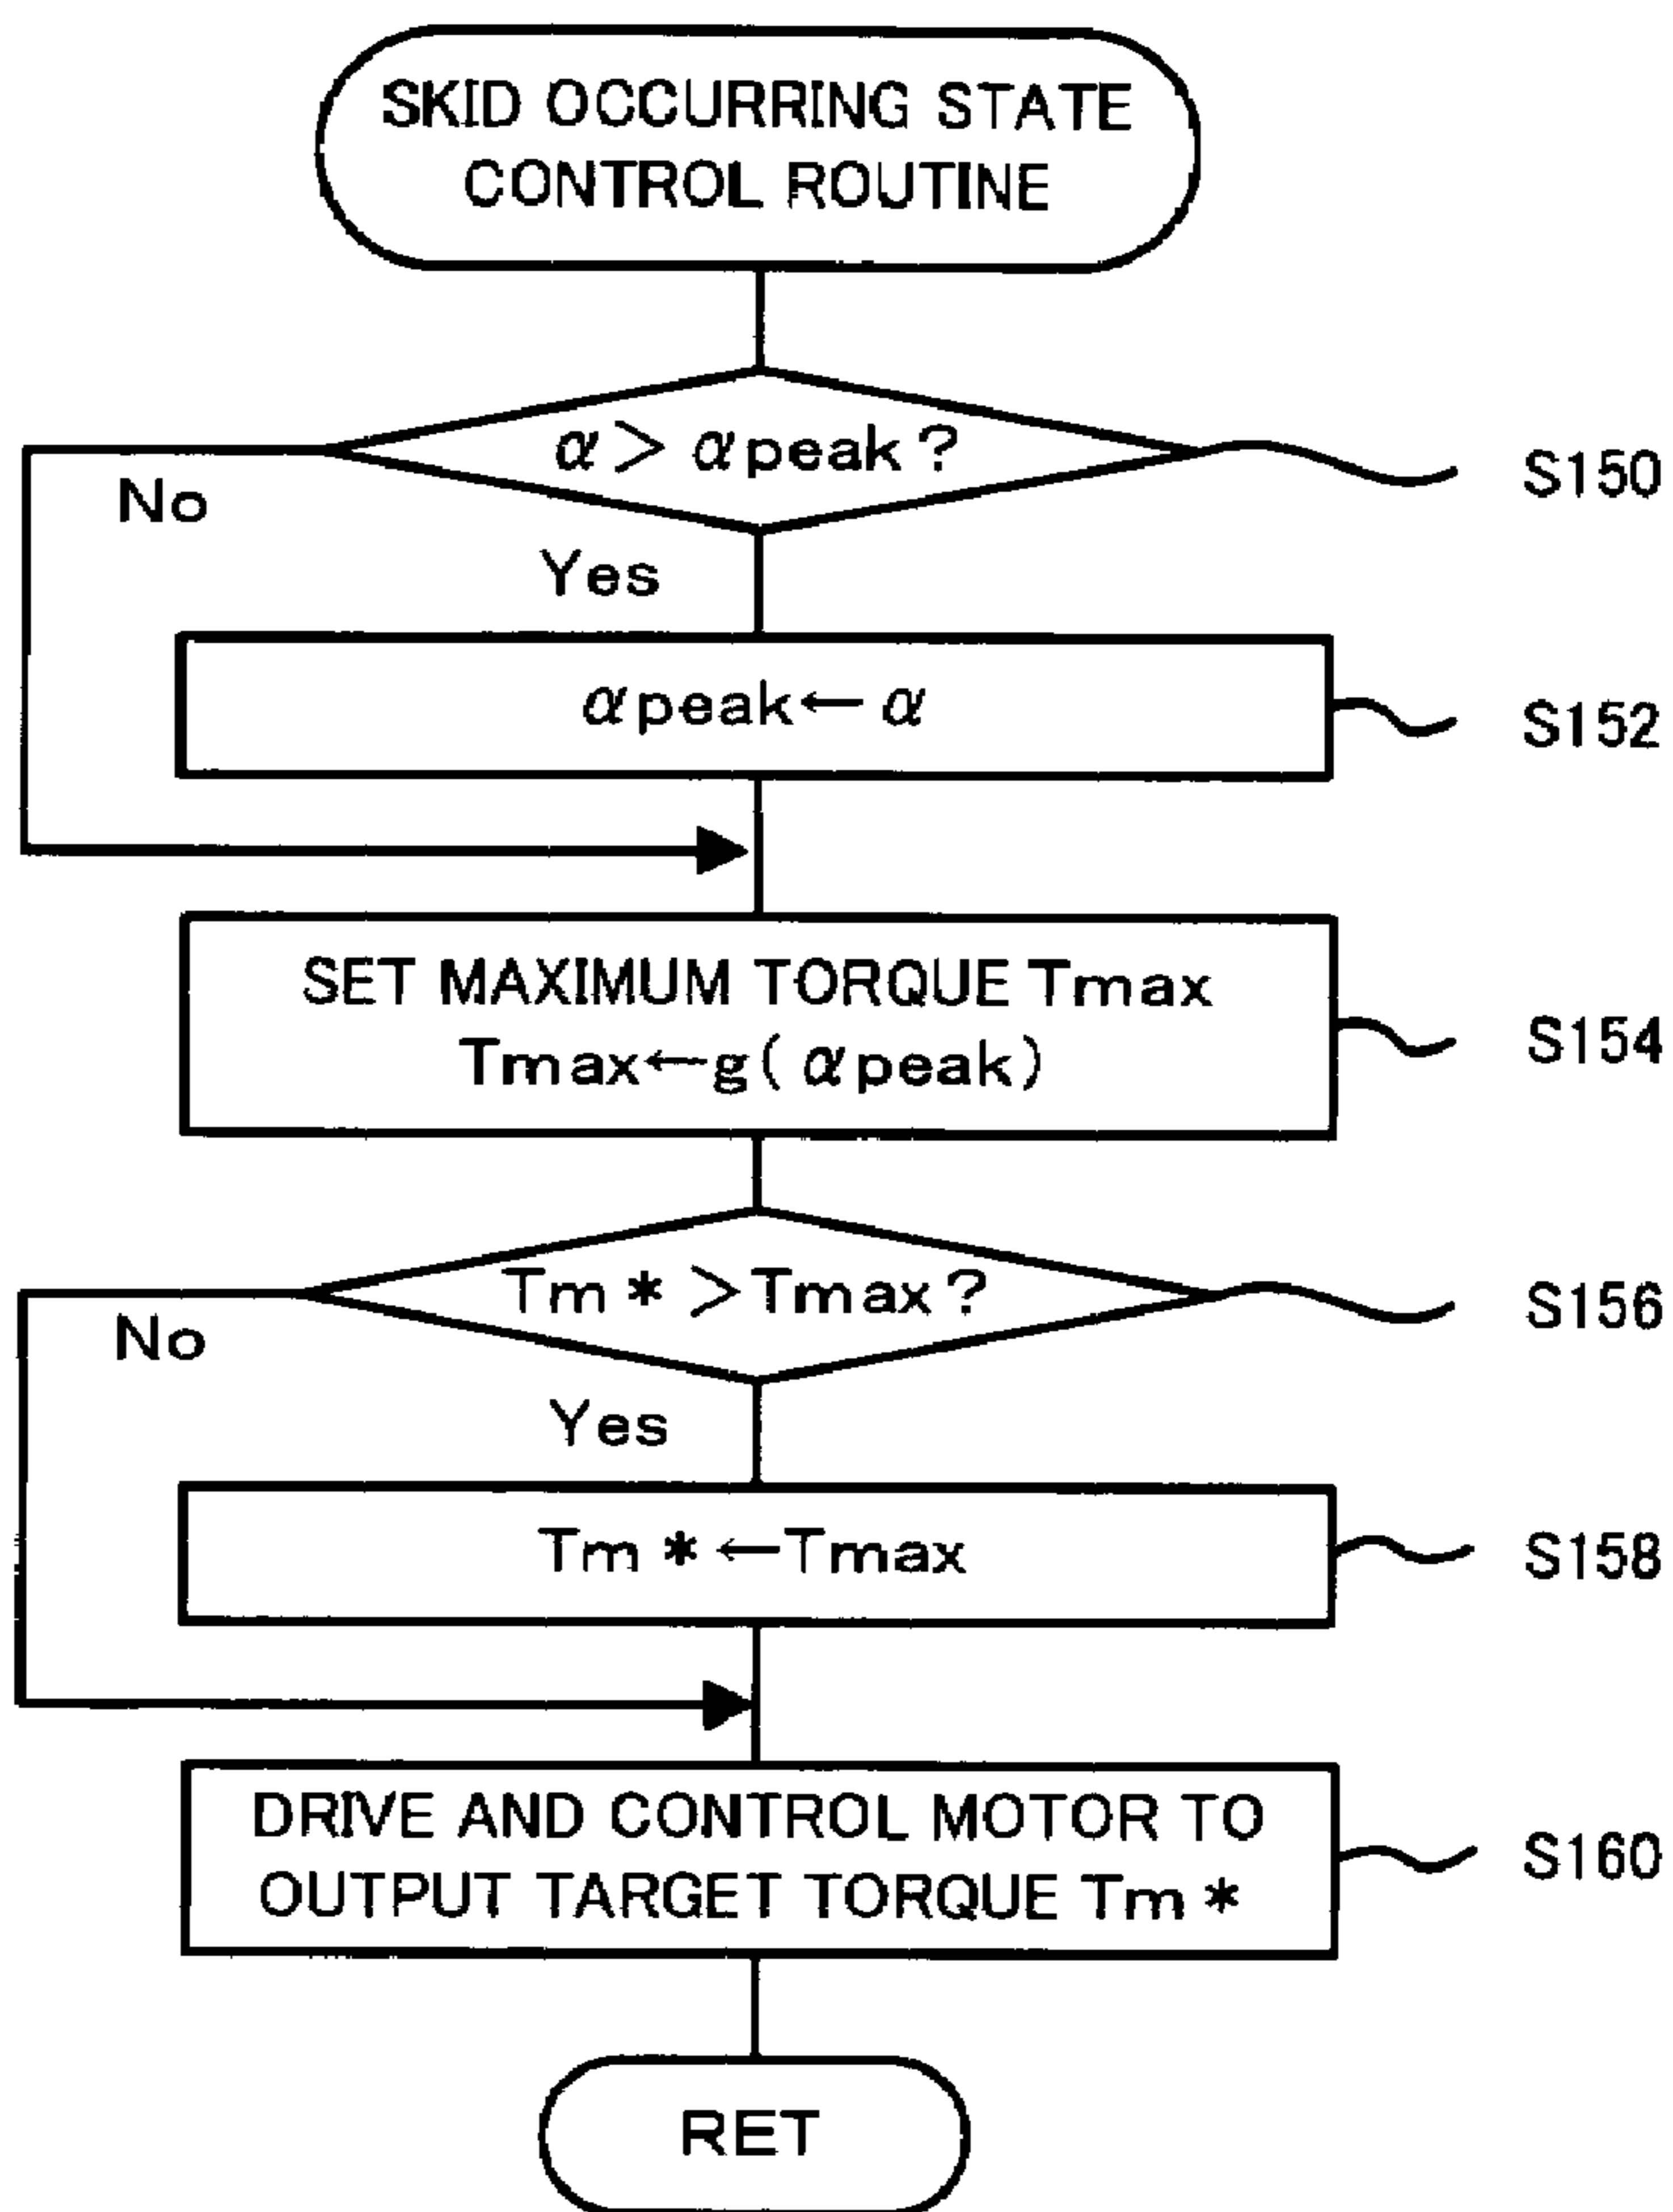 SKID OCCURRING STATE
CONTROL ROUTINE
α > αpeak ?
S150
No
Yes
αpeak ← α
S152
SET MAXIMUM TORQUE Tmax
Tmax←g( αpeak)
S154
Tm * >Tmax ?
S156
No
Yes
Tm * ←Tmax
S158
DRIVE AND CONTROL MOTOR TO
OUTPUT TARGET TORQUE Tm *
S160
RET